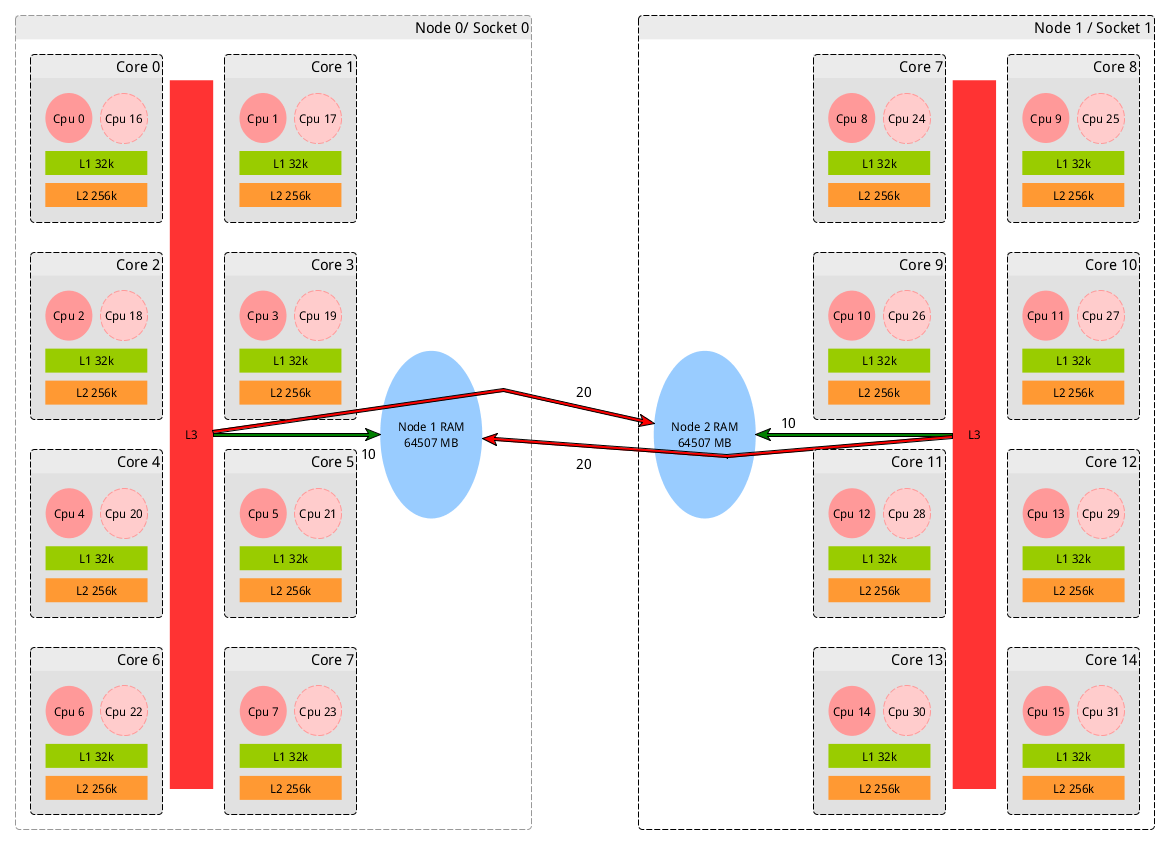 Node 0/ Socket 0
Core 0
Cpu 0
Cpu 16
L1 32k
L2 256k
Core 1
Cpu 1
Cpu 17
L1 32k
L2 256k
Core 2
Cpu 2
Cpu 18
L1 32k
L2 256k
Core 3
Cpu 3
Cpu 19
L1 32k
L2 256k
L3
10
Node 1 RAM
64507 MB
Core 4
Cpu 4
Cpu 20
L1 32k
L2 256k
Core 5
Cpu 5
Cpu 21
L1 32k
L2 256k
Core 6
Cpu 6
Cpu 22
L1 32k
L2 256k
Core 7
Cpu 7
Cpu 23
L1 32k
L2 256k
20
20
Node 1 / Socket 1
Core 7
Cpu 8
Cpu 24
L1 32k
L2 256k
Core 8
Cpu 9
Cpu 25
L1 32k
L2 256k
Core 9
Cpu 10
Cpu 26
L1 32k
L2 256k
Core 10
Cpu 11
Cpu 27
L1 32k
L2 256k
Node 2 RAM
64507 MB
10
L3
Core 11
Cpu 12
Cpu 28
L1 32k
L2 256k
Core 12
Cpu 13
Cpu 29
L1 32k
L2 256k
Core 13
Cpu 14
Cpu 30
L1 32k
L2 256k
Core 14
Cpu 15
Cpu 31
L1 32k
L2 256k